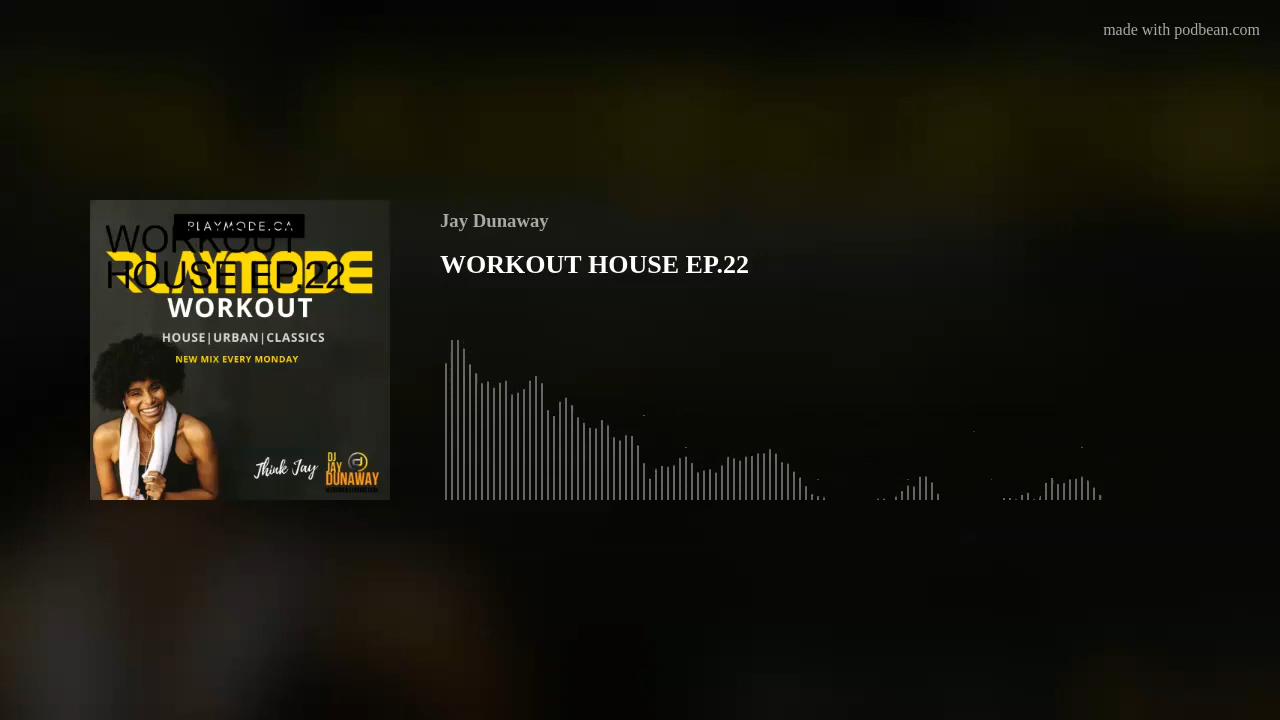 made with podbean.com
Jay Dunaway
WORKOUT HOUSE EP.22
PLAYMODE.CA
WORKOUT
HOUSE EP.22
PLAYMODE
WORKOUT
HOUSE|URBAN|CLASSICS
NEW MIX EVERY MONDAY
Think Jay
DJ
JAY
DUNAWAY